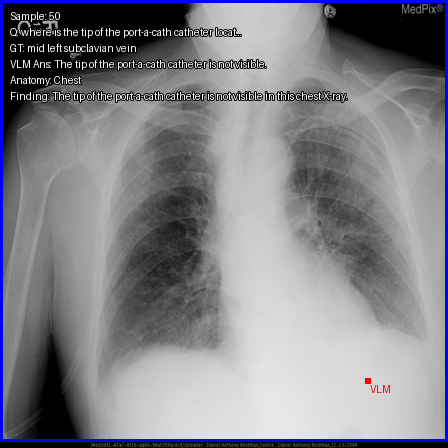 MedPix®
Sample: 50
Q: where is the tip of the port-a-cath catheter locat...
GT: mid left subclavian vein
VLM Ans: The tip of the port-a-cath catheter is not visible.
Anatomy: Chest
Finding: The tip of the port-a-cath catheter is not visible in this chest X-ray.
VLM